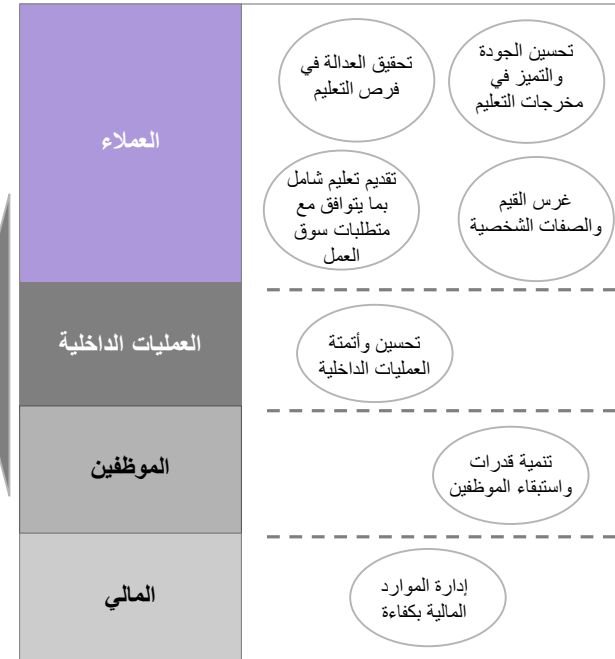 تحسين الجودة
والتميز في
مخرجات التعليم
تحقيق العدالة في
فرص التعليم
العملاء
غرس القيم
والصفات الشخصية
تقديم تعليم شامل
بما يتوافق مع
متطلبات سوق
العمل
تحسين وأتمتة
العمليات الداخلية
العمليات الداخلية
تنمية قدرات
واستبقاء الموظفين
الموظفين
إدارة الموارد
المالية بكفاءة
المالي